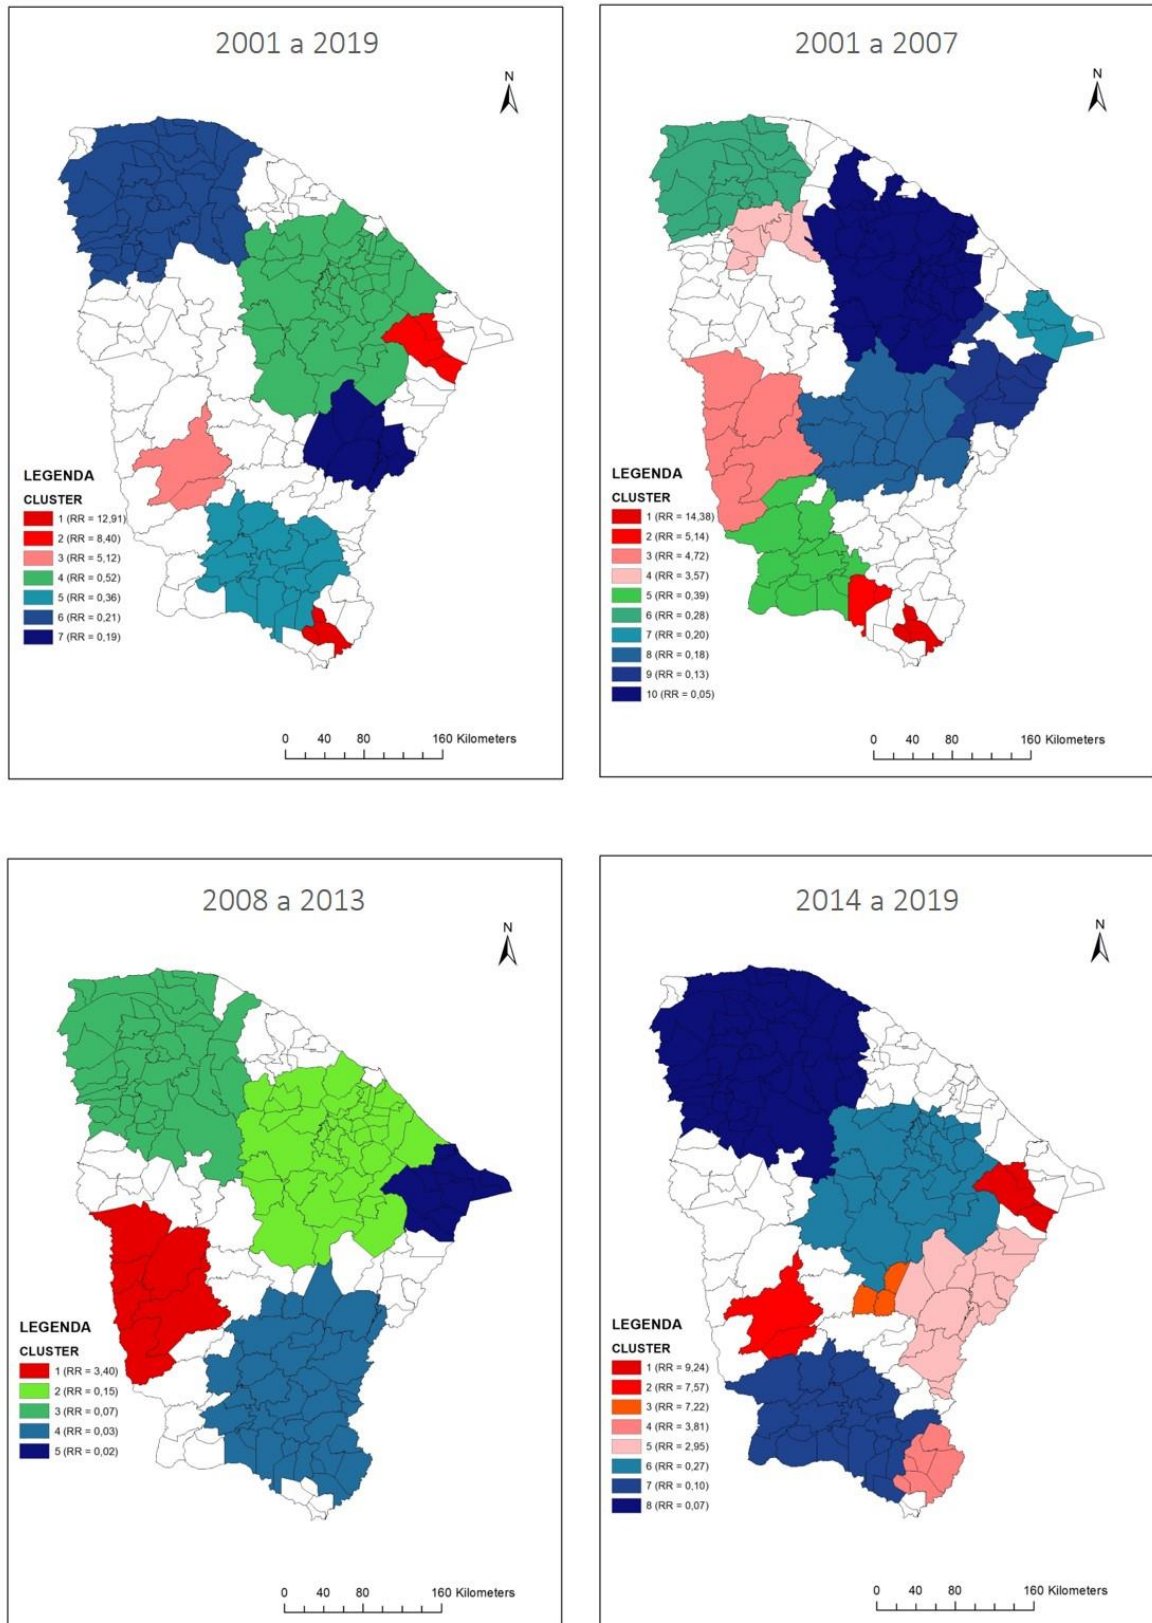 2001 a 2019
N
LEGENDA
CLUSTER
1 (RR = 12,91)
2 (RR = 8,40)
3 (RR = 5,12)
4 (RR = 0,52)
5 (RR = 0,36)
6 (RR = 0,21)
7 (RR = 0,19)
0 40 80 160 Kilometers
2001 a 2007
N
LEGENDA
CLUSTER
1 (RR = 14,38)
2 (RR = 5,14)
3 (RR = 4,72)
4 (RR = 3,57)
5 (RR = 0,39)
6 (RR = 0,28)
7 (RR = 0,20)
8 (RR = 0,18)
9 (RR = 0,13)
10 (RR = 0,05)
0 40 80 160 Kilometers
2008 a 2013
N
LEGENDA
CLUSTER
1 (RR = 3,40)
2 (RR = 0,15)
3 (RR = 0,07)
4 (RR = 0,03)
5 (RR = 0,02)
0 40 80 160 Kilometers
2014 a 2019
N
LEGENDA
CLUSTER
1 (RR = 9,24)
2 (RR = 7,57)
3 (RR = 7,22)
4 (RR = 3,81)
5 (RR = 2,95)
6 (RR = 0,27)
7 (RR = 0,10)
8 (RR = 0,07)
0 40 80 160 Kilometers